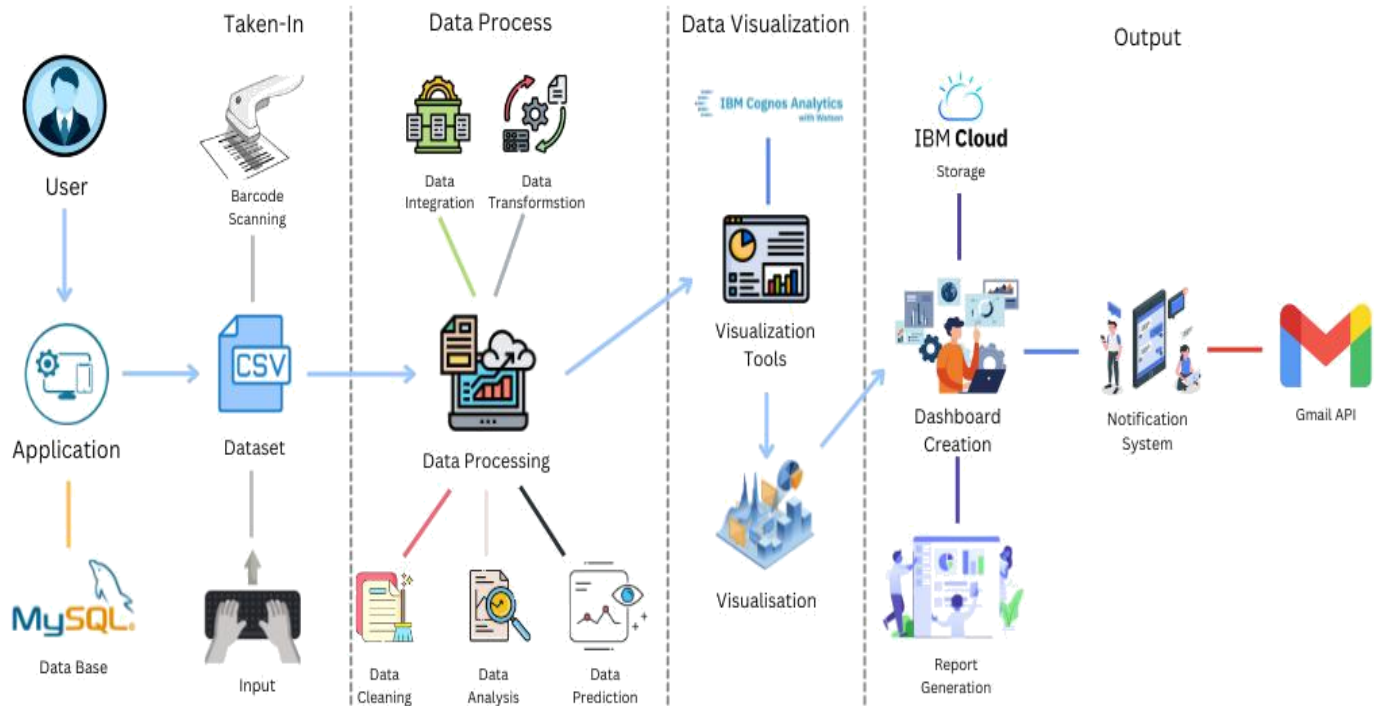 Taken-In
Data Process
Data Visualization
Output
User
Barcode
Scanning
Application
CSV
Dataset
MySQL
Data Base
Input
Data
Integration
Data
Transformstion
Data Processing
Data
Cleaning
Data
Analysis
Data
Prediction
IBM Cognos Analytics
with Watson
Visualization
Tools
Visualisation
IBM Cloud
Storage
Dashboard
Creation
Report
Generation
Notification
System
Gmail API